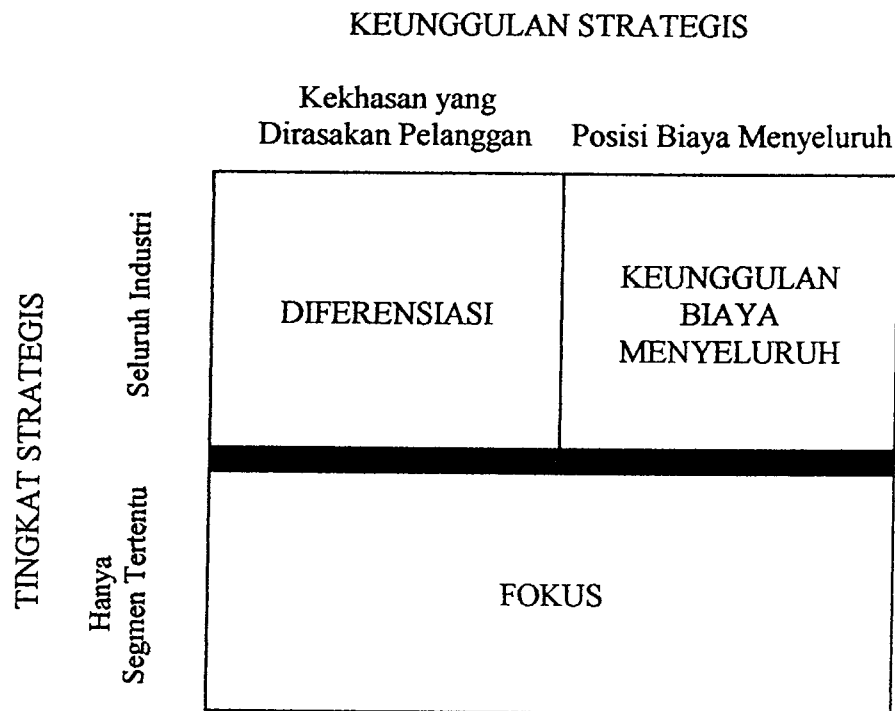 KEUNGGULAN STRATEGIS
Kekhasan yang
Dirasakan Pelanggan
Posisi Biaya Menyeluruh
TINGKAT STRATEGIS
Seluruh Industri
DIFERENSIASI
KEUNGGULAN
BIAYA
MENYELURUH
Hanya
Segmen Tertentu
FOKUS